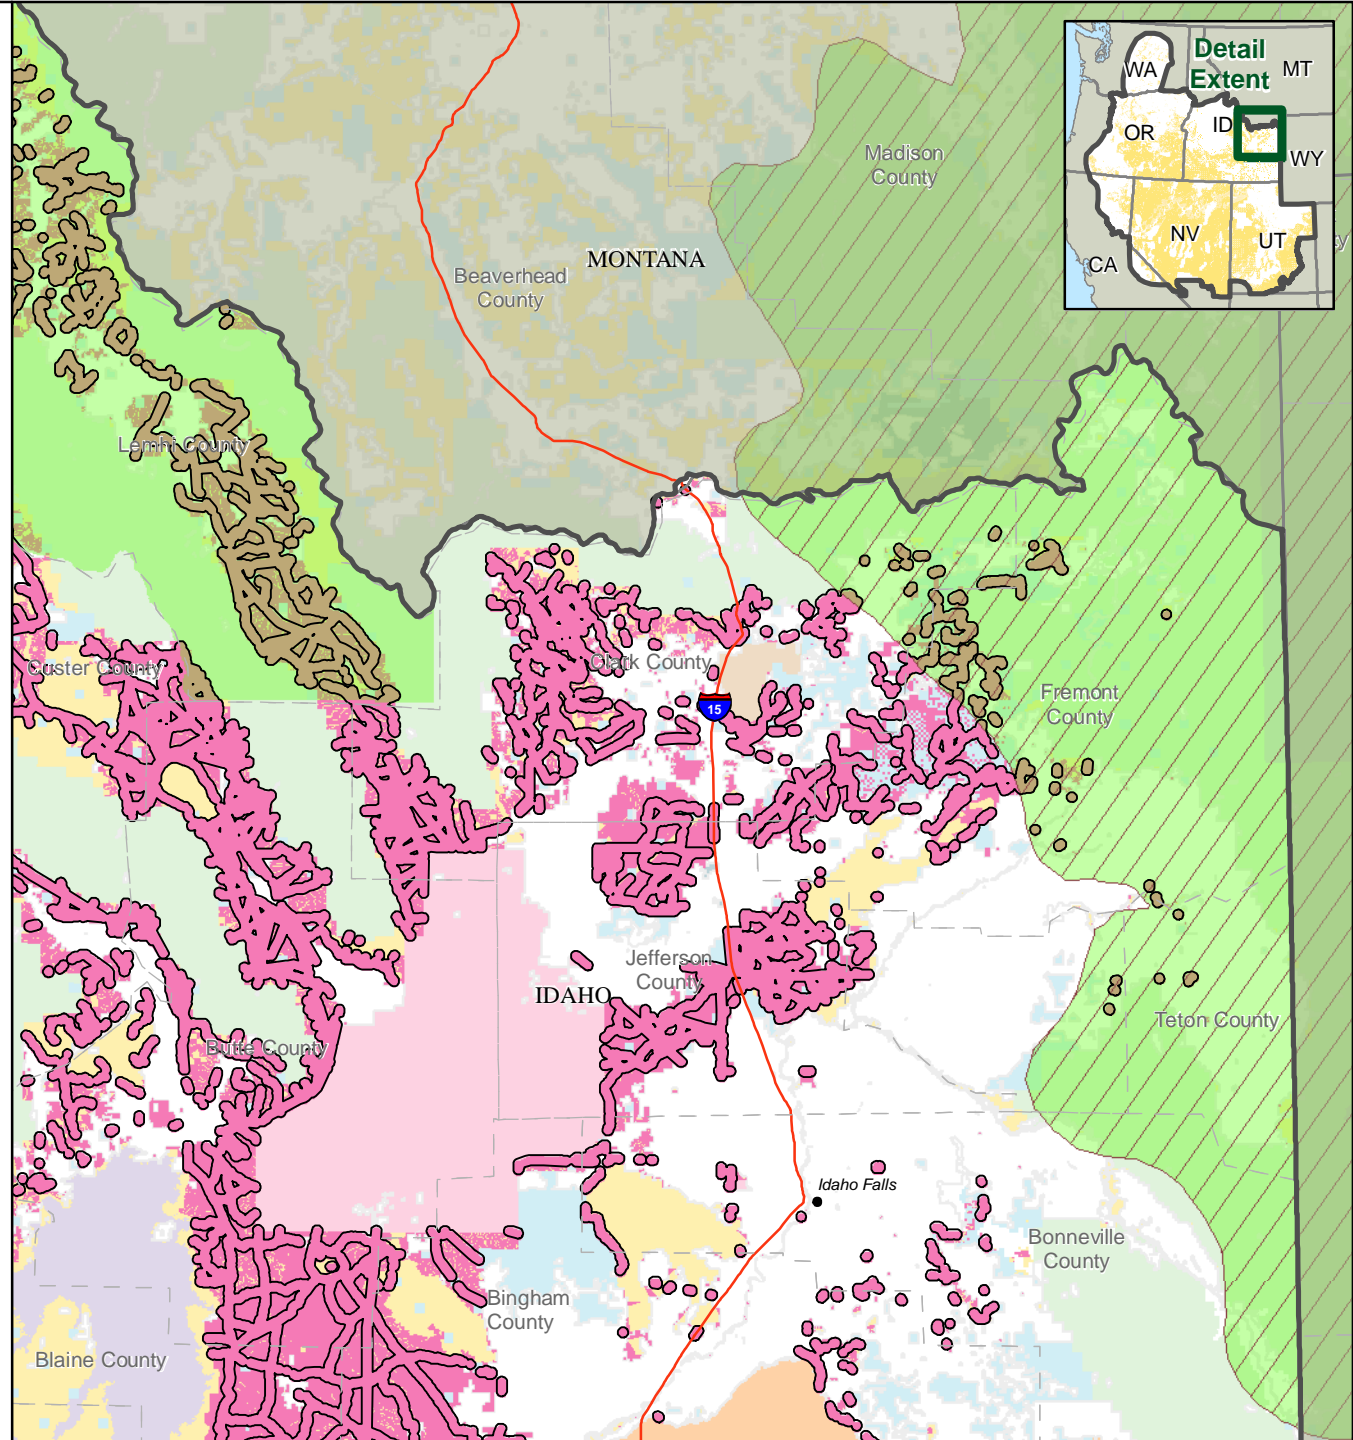 Detail
Extent
WA
MT
OR
ID
WY
NV
UT
CA
Madison
County
MONTANA
Beaverhead
County
Lemhi County
Custer County
Clark County
15
Fremont
County
Jefferson
County
IDAHO
Teton County
Butte County
Idaho Falls
Bonneville
County
Bingham
County
Blaine County